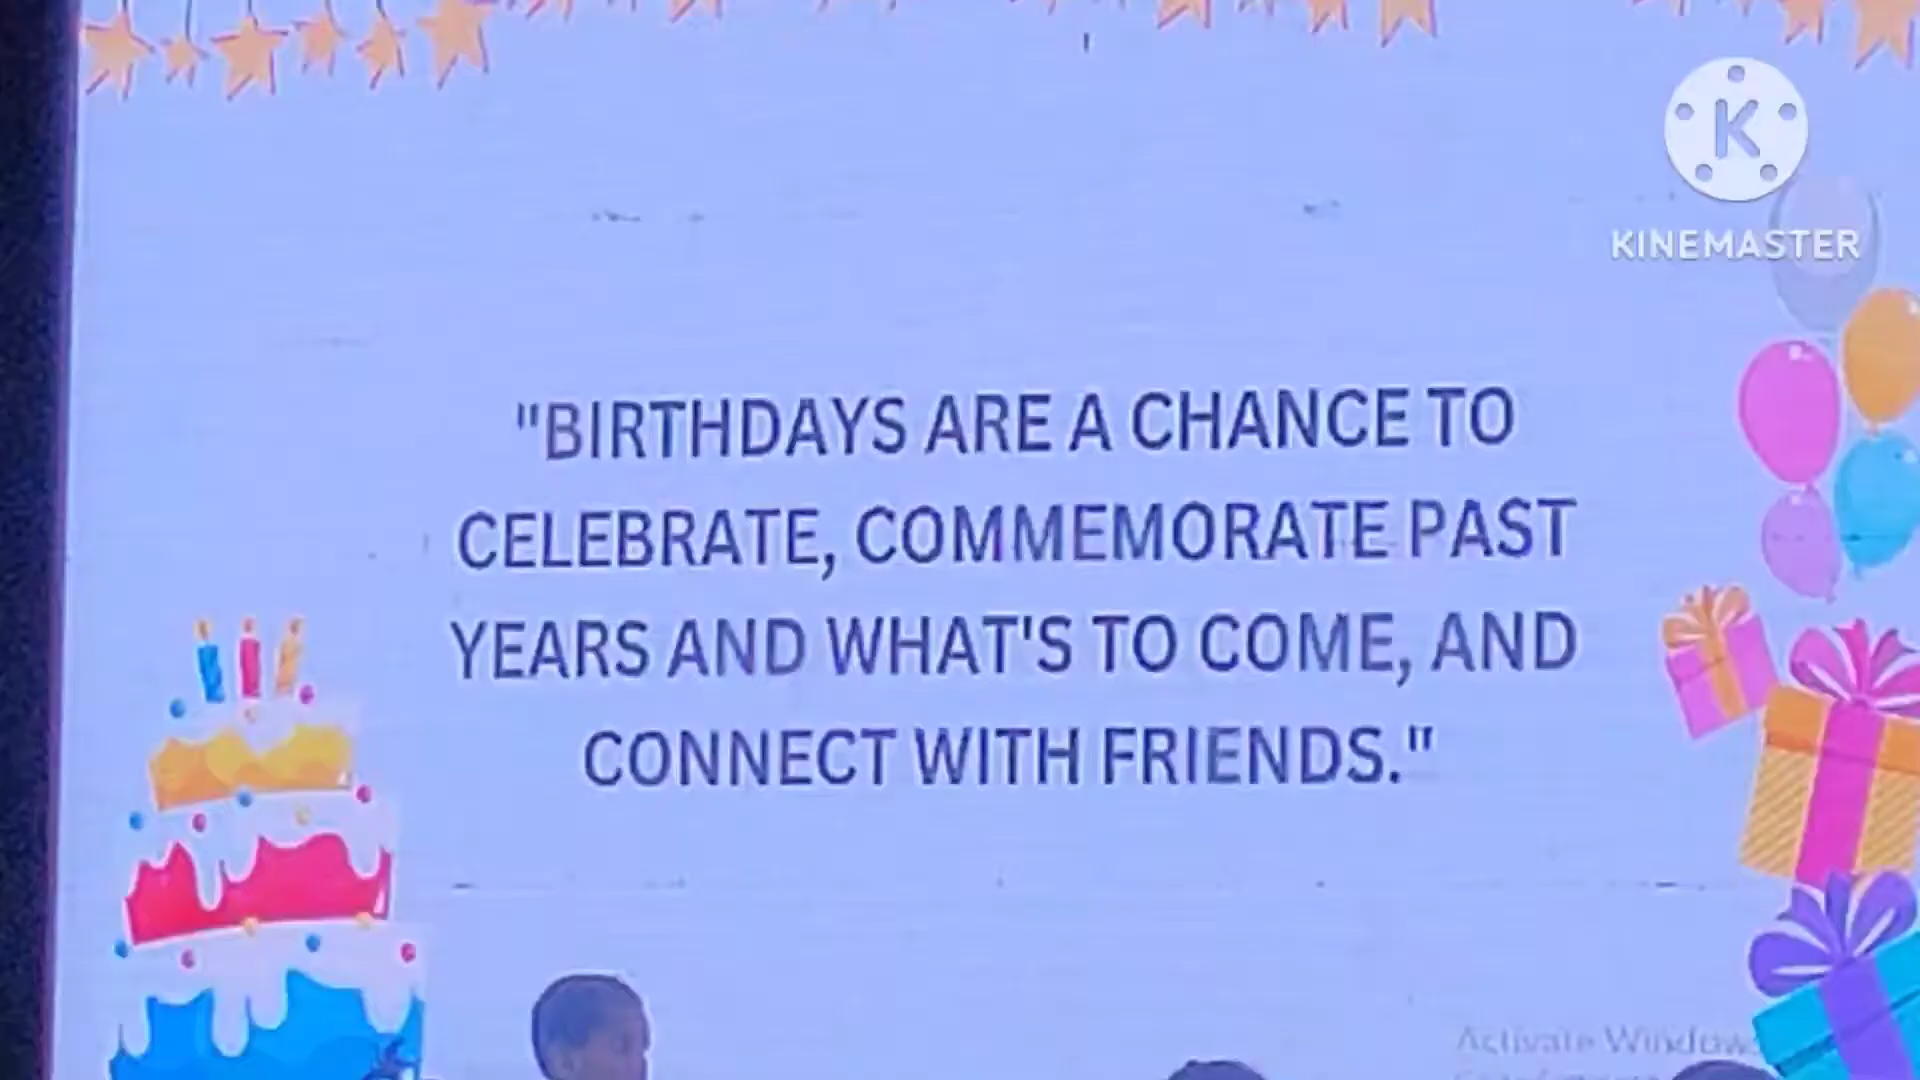 K
KINEMASTER
"BIRTHDAYS ARE A CHANCE TO
CELEBRATE, COMMEMORATE PAST
YEARS AND WHAT'S TO COME, AND
CONNECT WITH FRIENDS."
Activate Windows